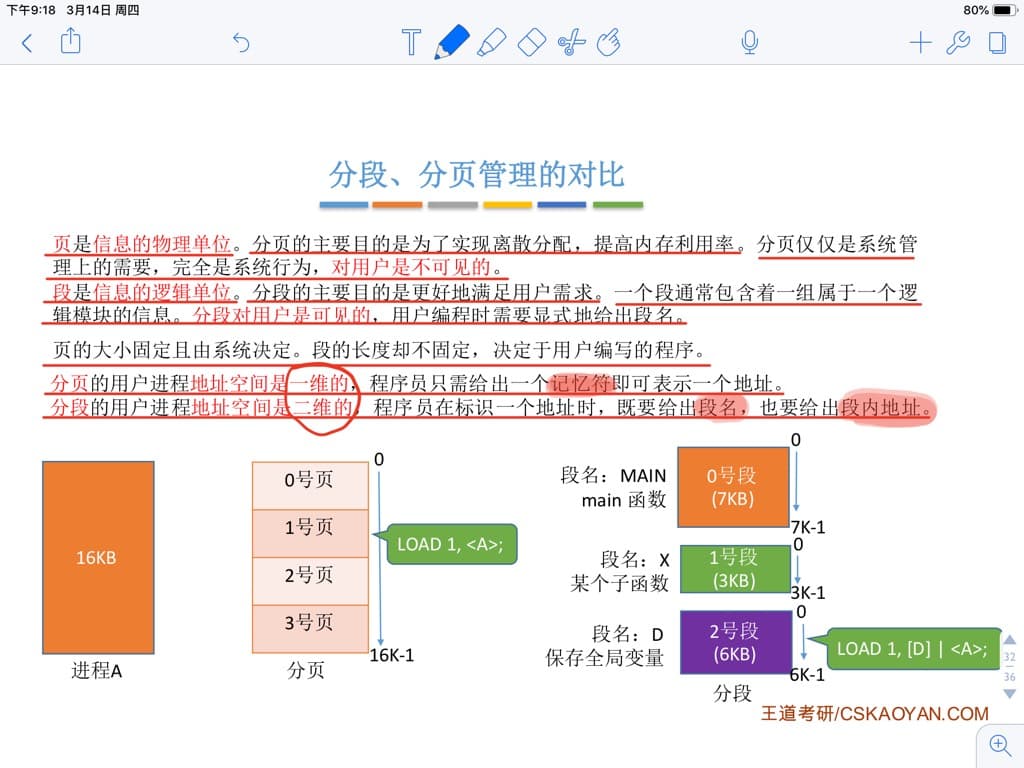 下午9:18 3月14日 周四
80%
T
分段、分页管理的对比
页是信息的物理单位。分页的主要目的是为了实现离散分配，提高内存利用率。分页仅仅是系统管
理上的需要，完全是系统行为，对用户是不可见的。
段是信息的逻辑单位。分段的主要目的是更好地满足用户需求。一个段通常包含着一组属于一个逻
辑模块的信息。分段对用户是可见的，用户编程时需要显式地给出段名。
页的大小固定且由系统决定。段的长度却不固定，决定于用户编写的程序。
分页的用户进程地址空间是一维的，程序员只需给出一个记忆符即可表示一个地址。
分段的用户进程地址空间是二维的，程序员在标识一个地址时，既要给出段名，也要给出段内地址。
16KB
进程A
0号页
1号页
2号页
3号页
0
LOAD 1, <A>;
16K-1
分页
段名：MAIN
main 函数
0号段
(7KB)
0
7K-1
段名：X
某个子函数
1号段
(3KB)
0
3K-1
段名：D
保存全局变量
2号段
(6KB)
0
6K-1
LOAD 1, [D] | <A>;
分段
32
36
王道考研/CSKAOYAN.COM